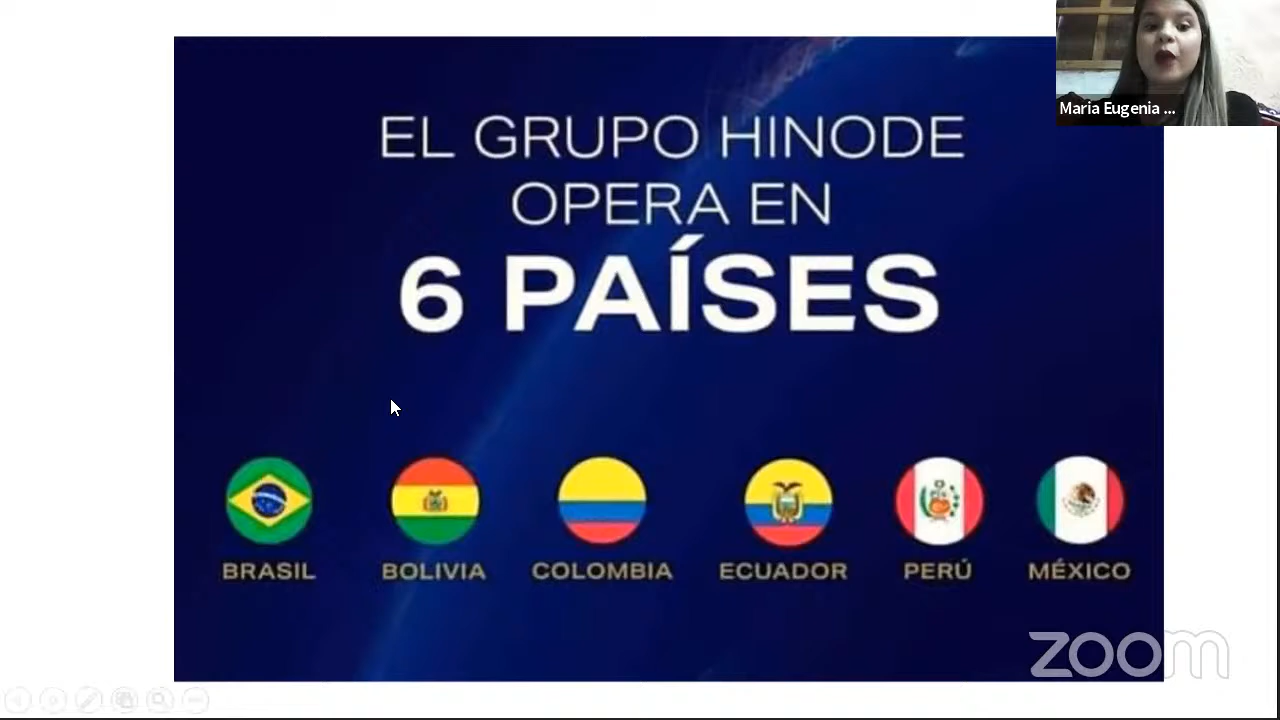 Maria Eugenia ...
EL GRUPO HINODE
OPERA EN
6 PAÍSES
BRASIL BOLIVIA COLOMBIA ECUADOR PERÚ MÉXICO
zoom